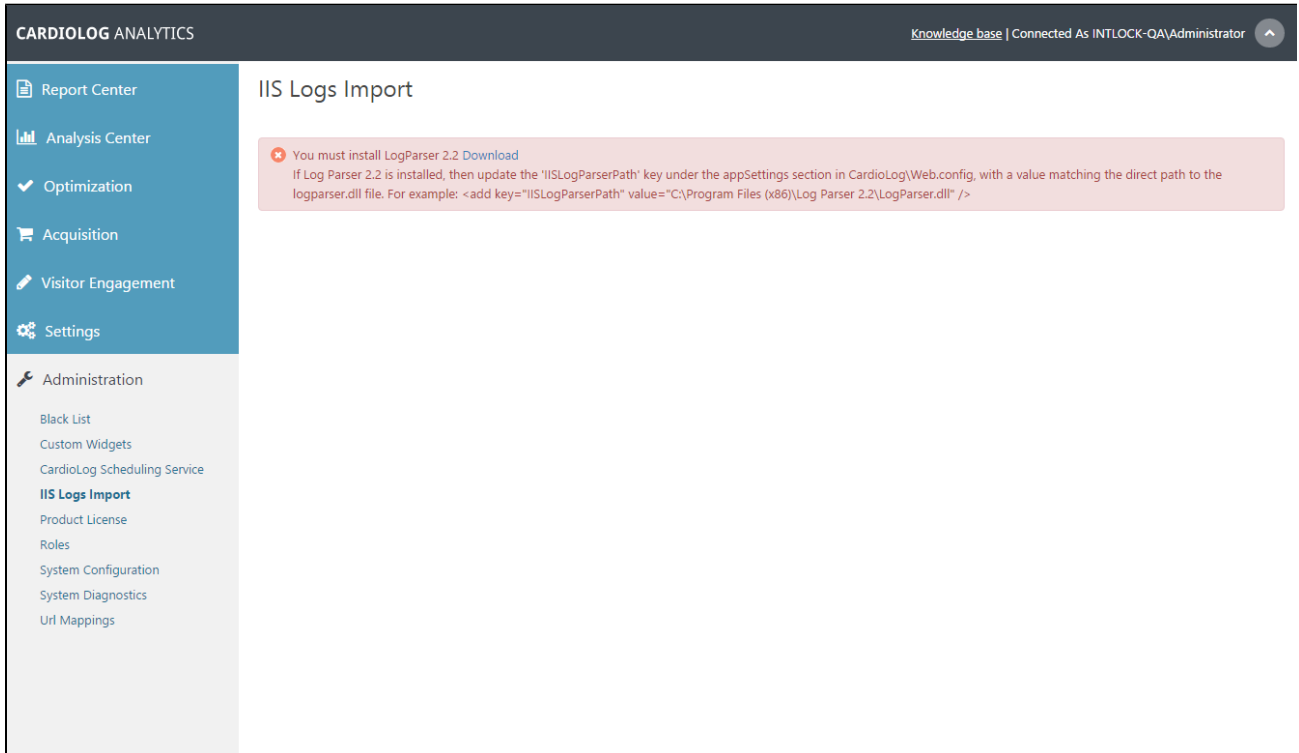 CARDIOLOG ANALYTICS
Knowledge base | Connected As INTLOCK-QA\Administrator
Report Center
Analysis Center
Optimization
Acquisition
Visitor Engagement
Settings
Administration
Black List
Custom Widgets
CardioLog Scheduling Service
IIS Logs Import
Product License
Roles
System Configuration
System Diagnostics
Url Mappings
IIS Logs Import
You must install LogParser 2.2 Download
If Log Parser 2.2 is installed, then update the 'IISLogParserPath' key under the appSettings section in CardioLog\Web.config, with a value matching the direct path to the
logparser.dll file. For example: <add key="IISLogParserPath" value="C:\Program Files (x86)\Log Parser 2.2\LogParser.dll" />